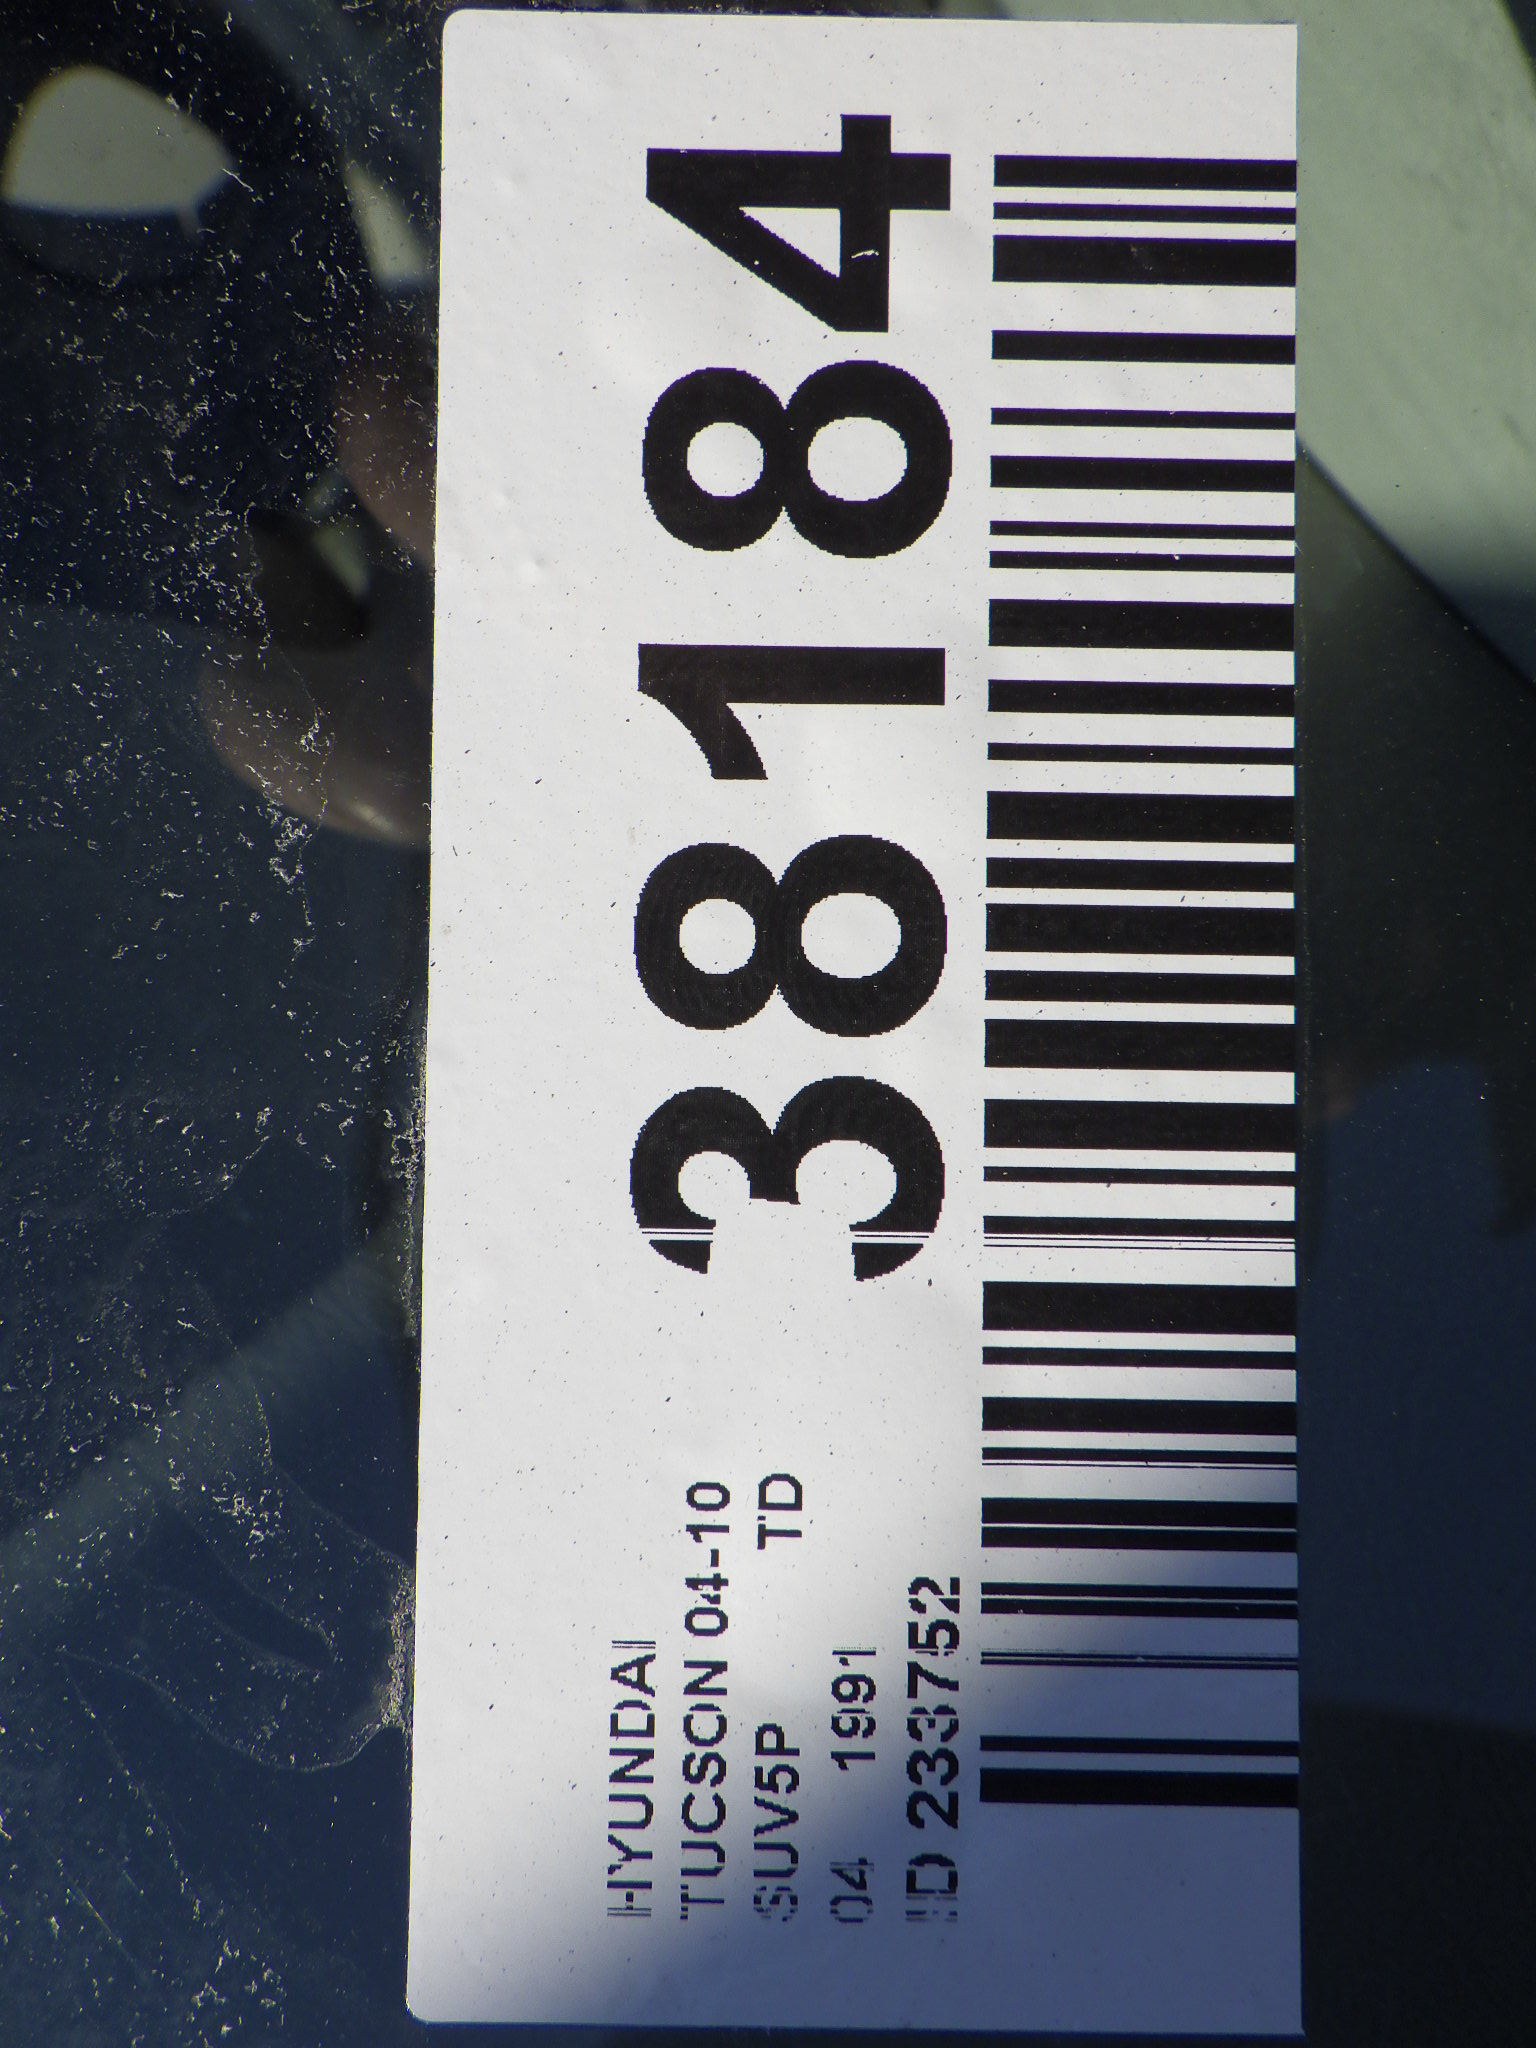 38184
HYUNDAI
TUCSON 04-10
SUV5P TD
04 1991
ID 233752